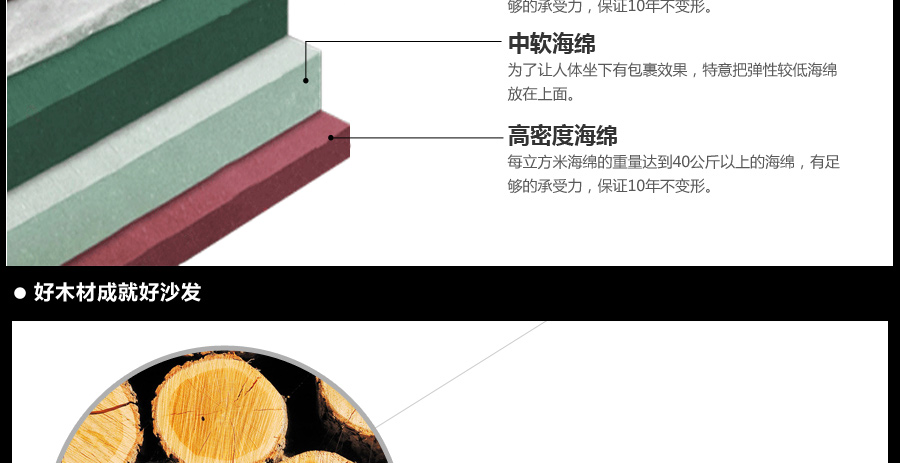 够的承受力，保证10年不变形。
中软海绵
为了让人体坐下有包裹效果，特意把弹性较低海绵
放在上面。
高密度海绵
每立方米海绵的重量达到40公斤以上的海绵，有足
够的承受力，保证10年不变形。
● 好木材成就好沙发